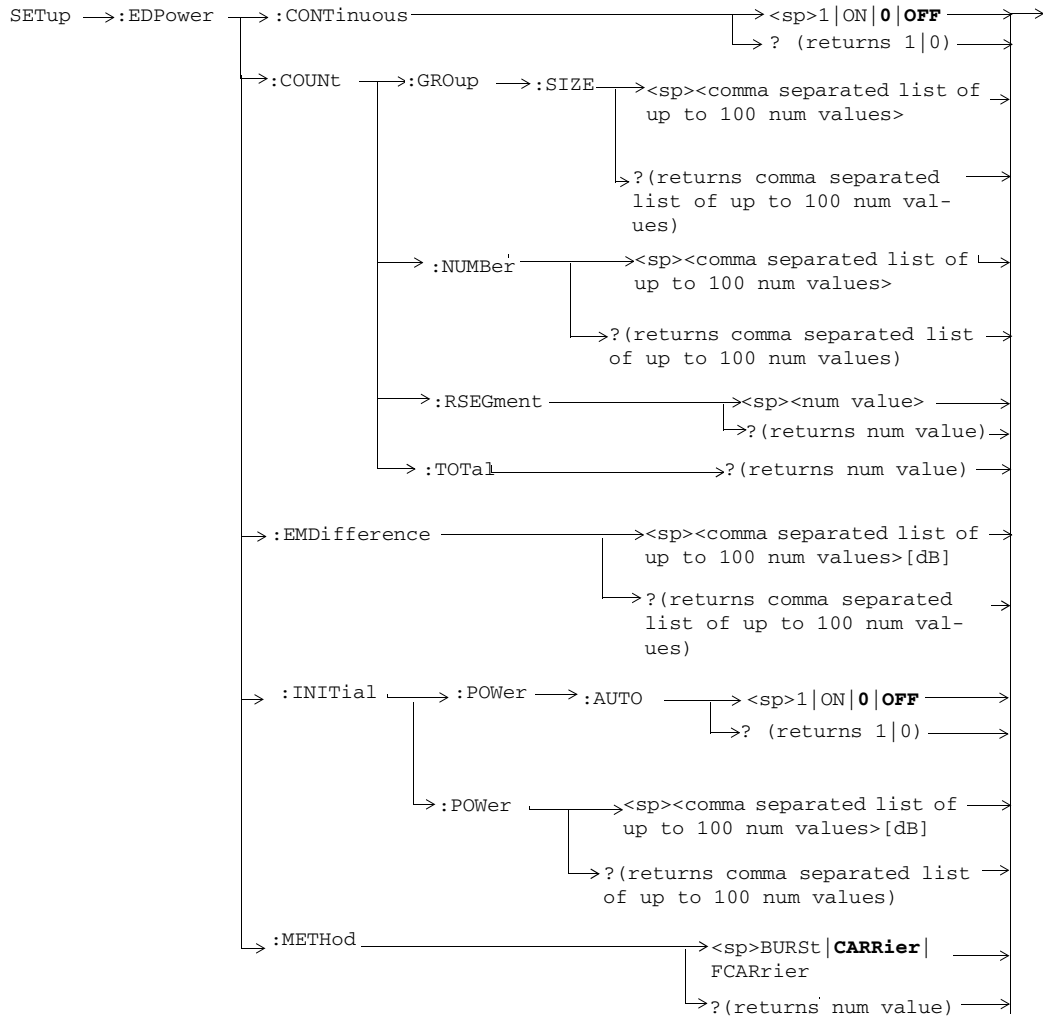 SETup :EDPower :CONTinuous <sp>1|ON|0|OFF
? (returns 1|0)
:COUNt :GROup :SIZE <sp><comma separated list of
up to 100 num values>
?(returns comma separated
list of up to 100 num val-
ues)
:NUMBer <sp><comma separated list of
up to 100 num values>
?(returns comma separated list
of up to 100 num values)
:RSEGment <sp><num value>
?(returns num value)
:TOTal ?(returns num value)
:EMDifference <sp><comma separated list of
up to 100 num values>[dB]
?(returns comma separated
list of up to 100 num val-
ues)
:INITial :POWer :AUTO <sp>1|ON|0|OFF
? (returns 1|0)
:POWer <sp><comma separated list of
up to 100 num values>[dB]
?(returns comma separated list
of up to 100 num values)
:METHod <sp>BURSt|CARRier|
FCARrier
?(returns num value)